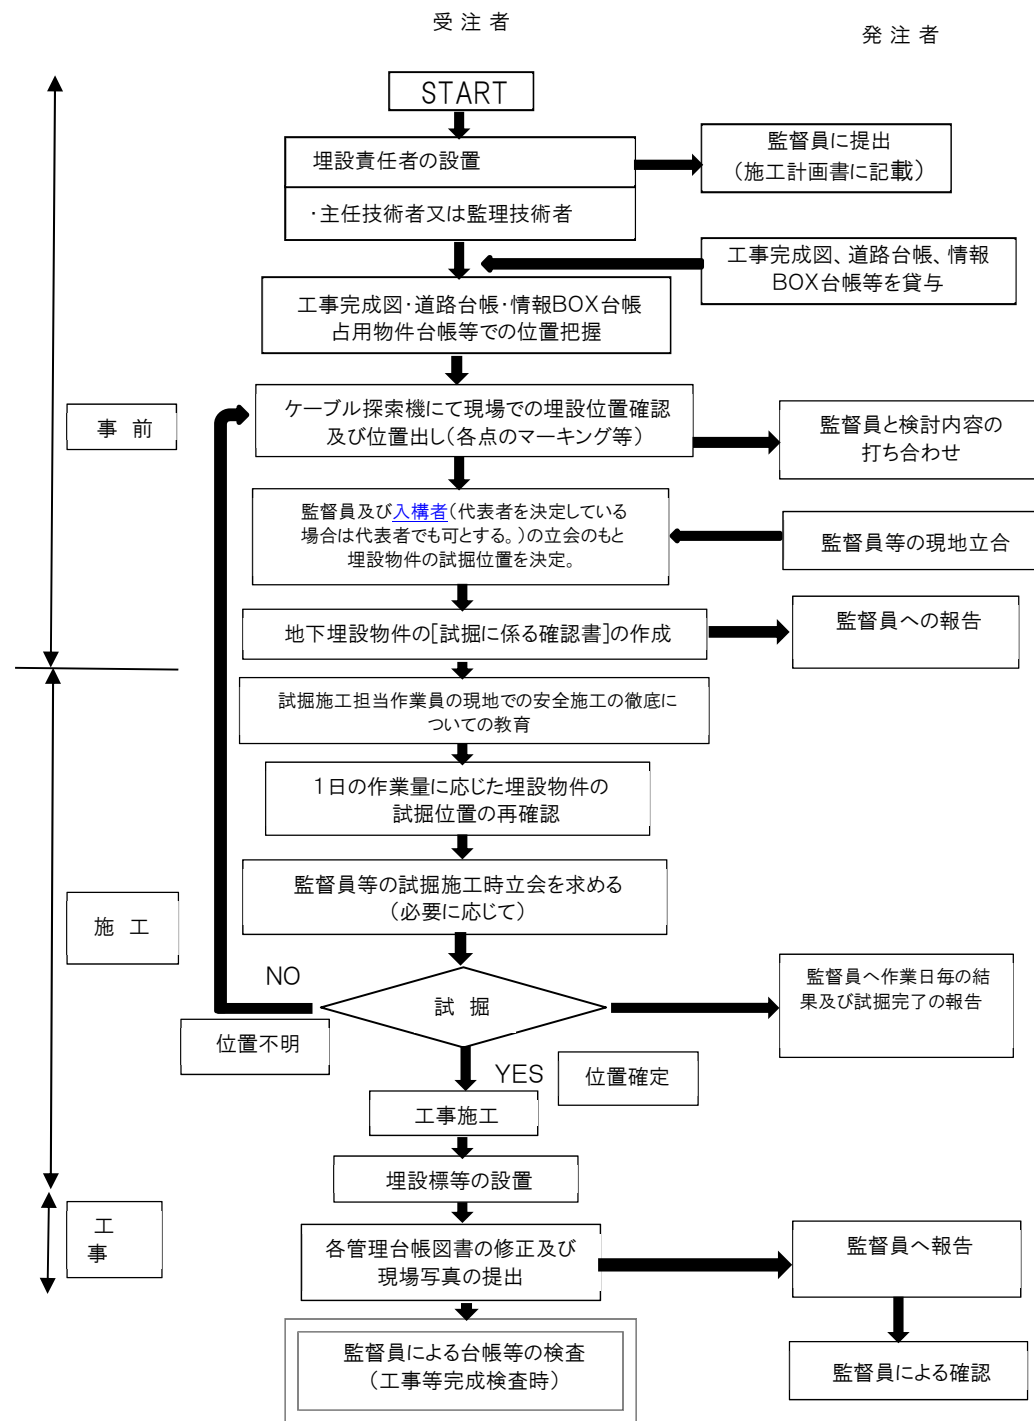 受 注 者
発 注 者
START
埋設責任者の設置
・主任技術者又は監理技術者
監督員に提出
（施工計画書に記載）
工事完成図、道路台帳、情報
BOX台帳等を貸与
工事完成図・道路台帳・情報BOX台帳
占用物件台帳等での位置把握
事 前
ケーブル探索機にて現場での埋設位置確認
及び位置出し（各点のマーキング等）
監督員と検討内容の
打ち合わせ
監督員及び入構者（代表者を決定している
場合は代表者でも可とする。）の立会のもと
埋設物件の試掘位置を決定。
監督員等の現地立合
地下埋設物件の[試掘に係る確認書]の作成
監督員への報告
試掘施工担当作業員の現地での安全施工の徹底に
ついての教育
1日の作業量に応じた埋設物件の
試掘位置の再確認
監督員等の試掘施工時立会を求める
（必要に応じて）
施 工
NO
試 掘
監督員へ作業日毎の結
果及び試掘完了の報告
位置不明
YES
位置確定
工事施工
埋設標等の設置
工
事
各管理台帳図書の修正及び
現場写真の提出
監督員へ報告
監督員による台帳等の検査
（工事等完成検査時）
監督員による確認